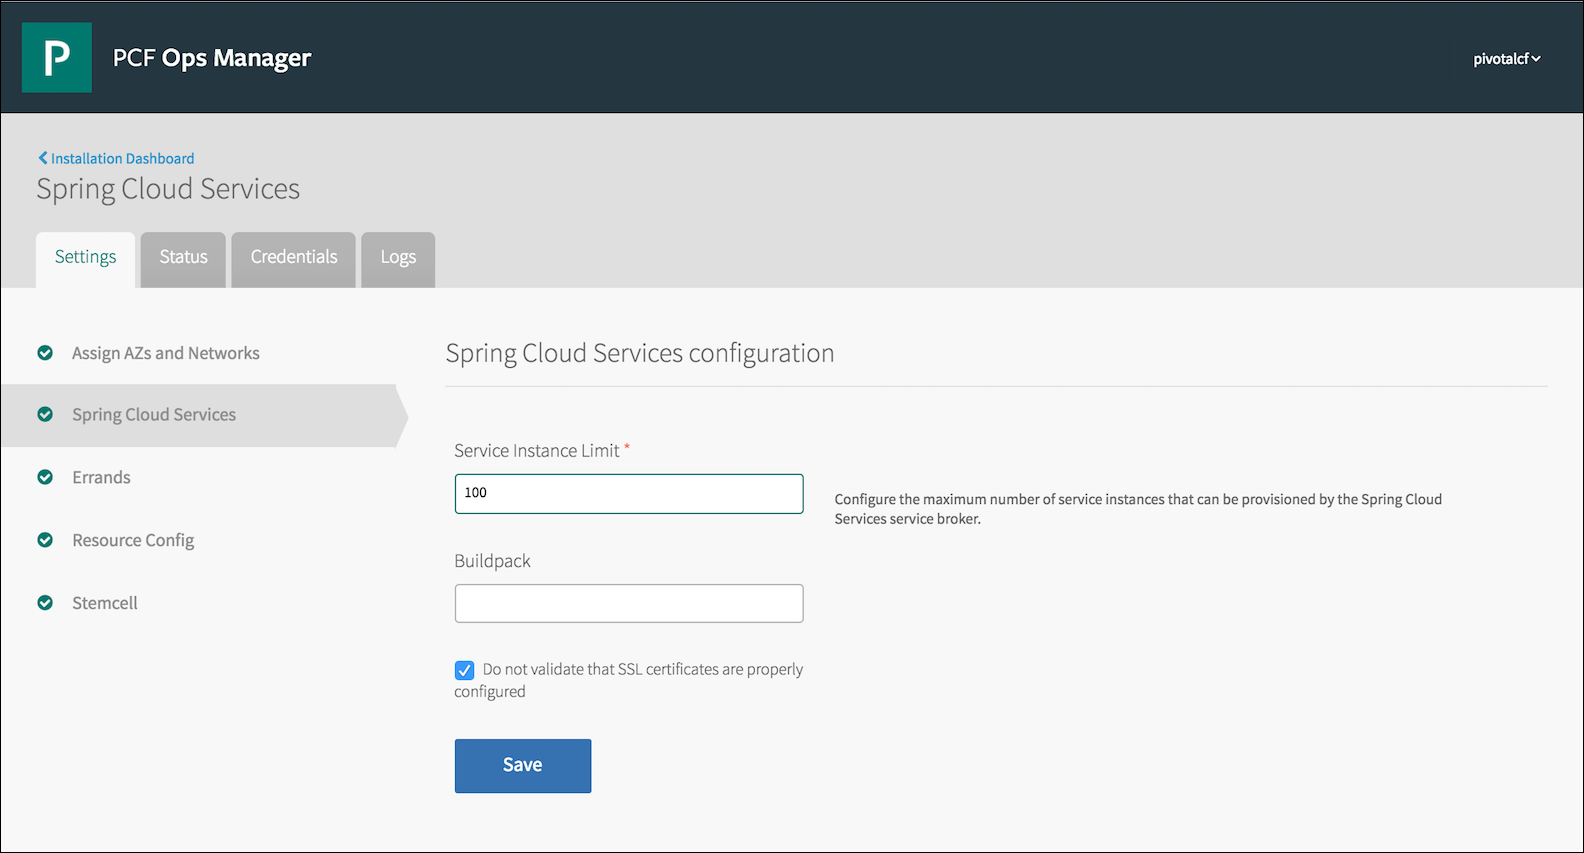 P
PCF Ops Manager
pivotalcf
Installation Dashboard
Spring Cloud Services
Settings
Status
Credentials
Logs
Assign AZs and Networks
Spring Cloud Services
Errands
Resource Config
Stemcell
Spring Cloud Services configuration
Service Instance Limit *
100
Configure the maximum number of service instances that can be provisioned by the Spring Cloud
Services service broker.
Buildpack
Do not validate that SSL certificates are properly
configured
Save